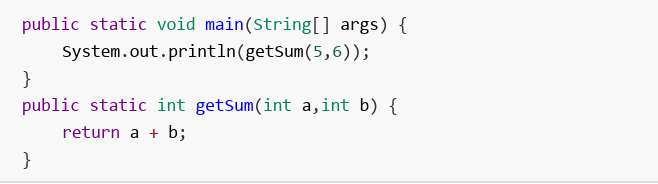 public static void main(String[] args) {
    System.out.println(getSum(5,6));
}
public static int getSum(int a,int b) {
    return a + b;
}